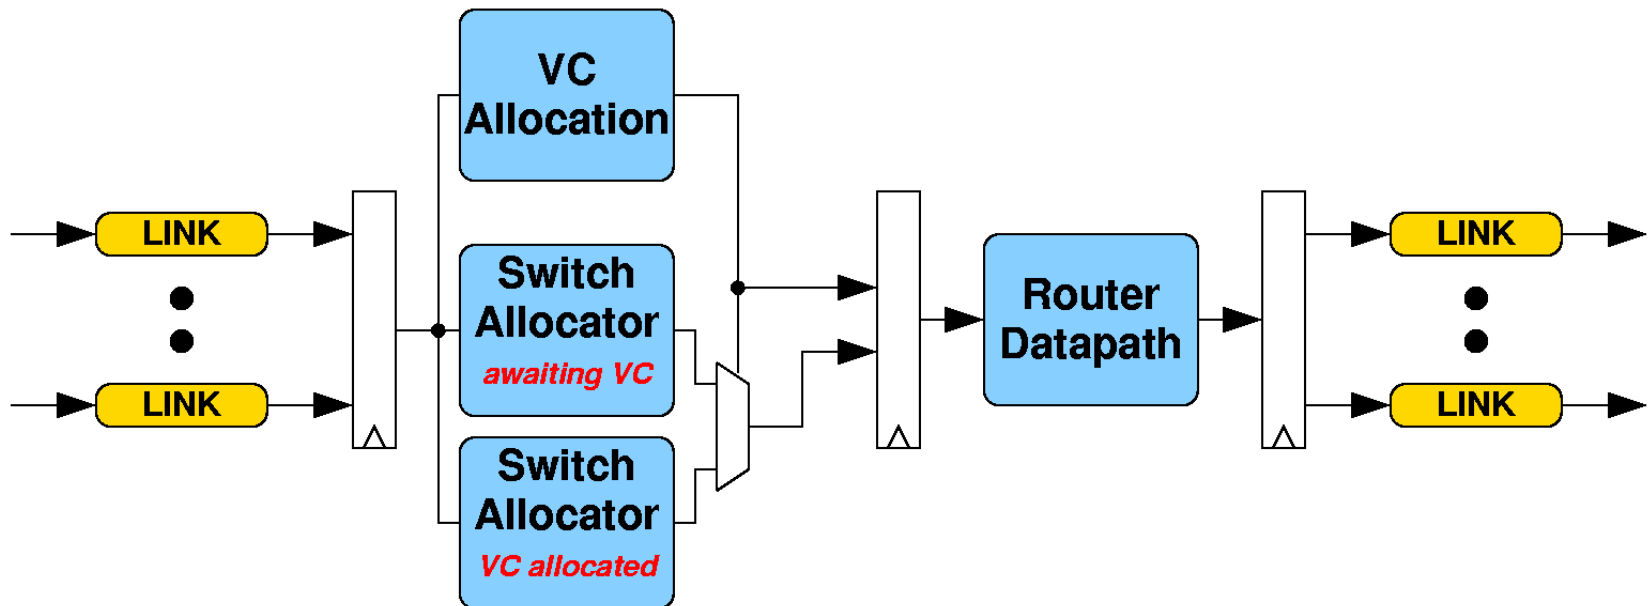 VC
Allocation
LINK
LINK
Switch
Allocator
awaiting VC
Switch
Allocator
VC allocated
Router
Datapath
LINK
LINK